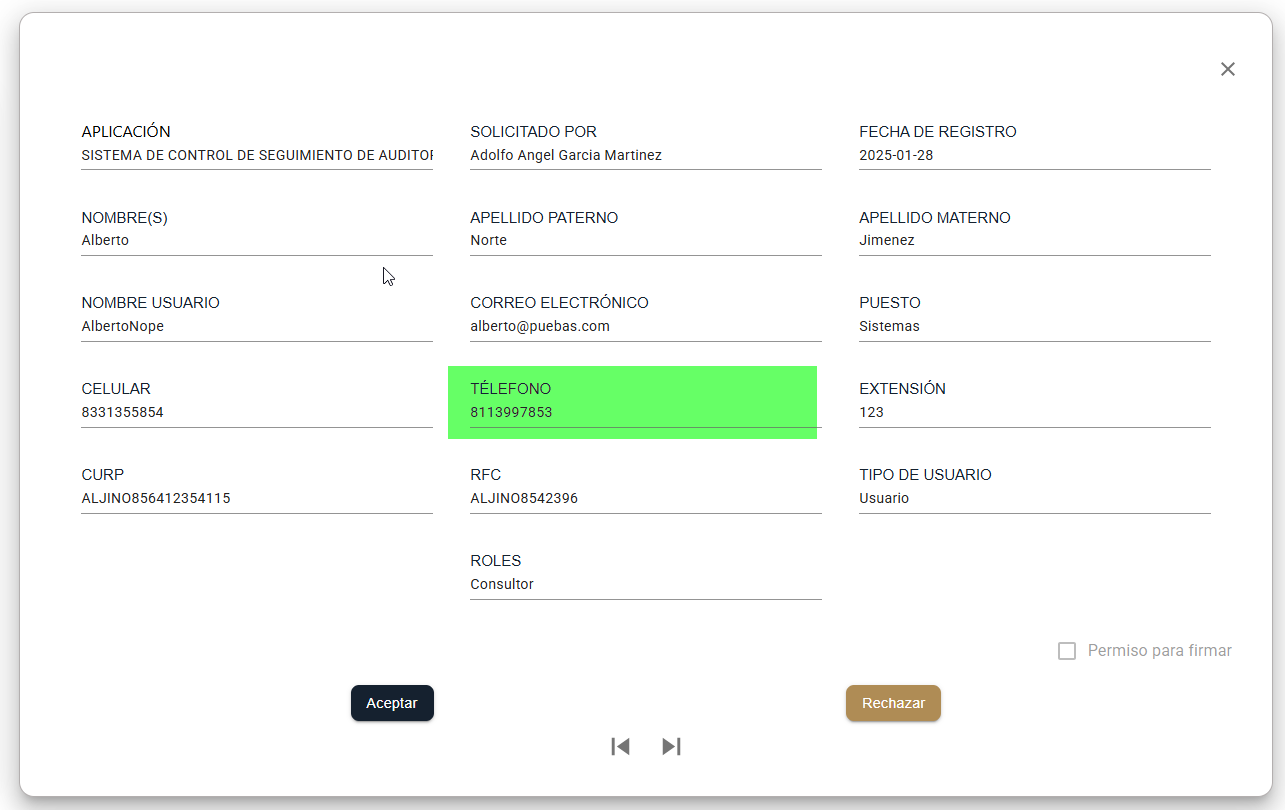 APLICACIÓN
SISTEMA DE CONTROL DE SEGUIMIENTO DE AUDITOR
SOLICITADO POR
Adolfo Angel Garcia Martinez
FECHA DE REGISTRO
2025-01-28
NOMBRE(S)
Alberto
APELLIDO PATERNO
Norte
APELLIDO MATERNO
Jimenez
NOMBRE USUARIO
AlbertoNope
CORREO ELECTRÓNICO
alberto@puebas.com
PUESTO
Sistemas
CELULAR
8331355854
TÉLEFONO
8113997853
EXTENSIÓN
123
CURP
ALJINO856412354115
RFC
ALJINO8542396
TIPO DE USUARIO
Usuario
ROLES
Consultor
Permiso para firmar
Aceptar
Rechazar